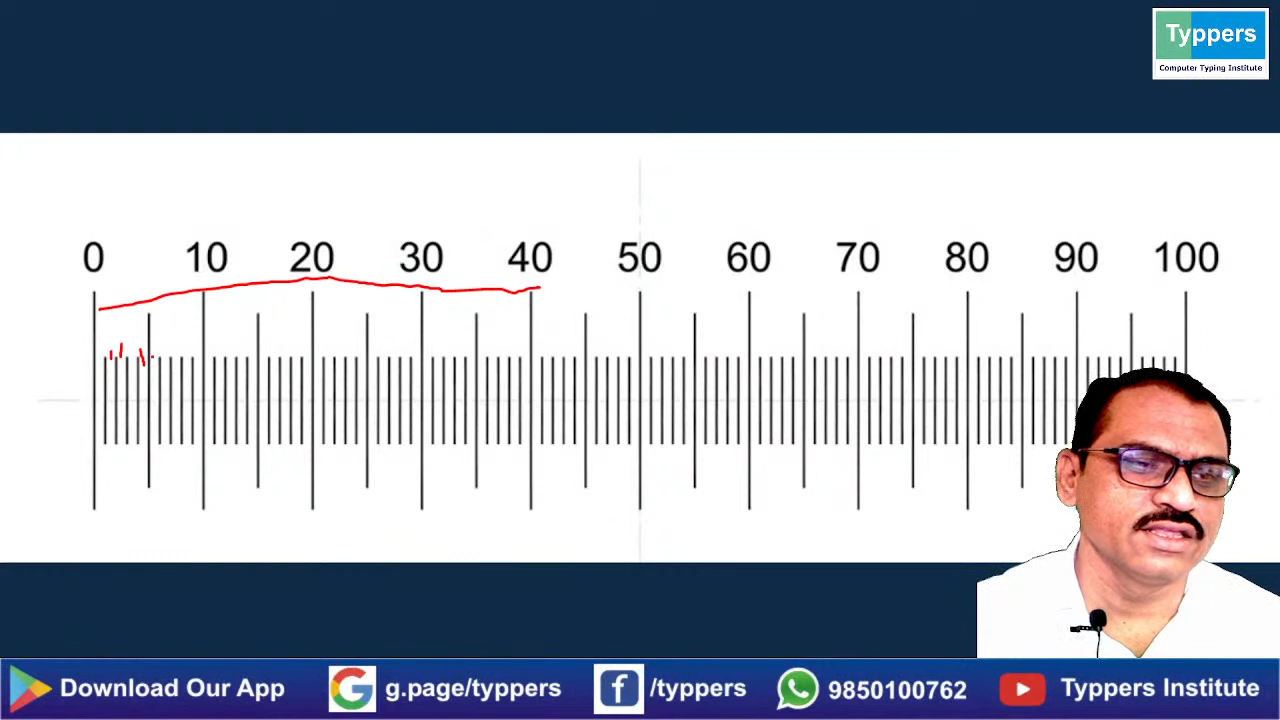 Typpers
Computer Typing Institute
0 10 20 30 40 50 60 70 80 90 100
Download Our App g.page/typpers /typpers 9850100762 Typpers Institute